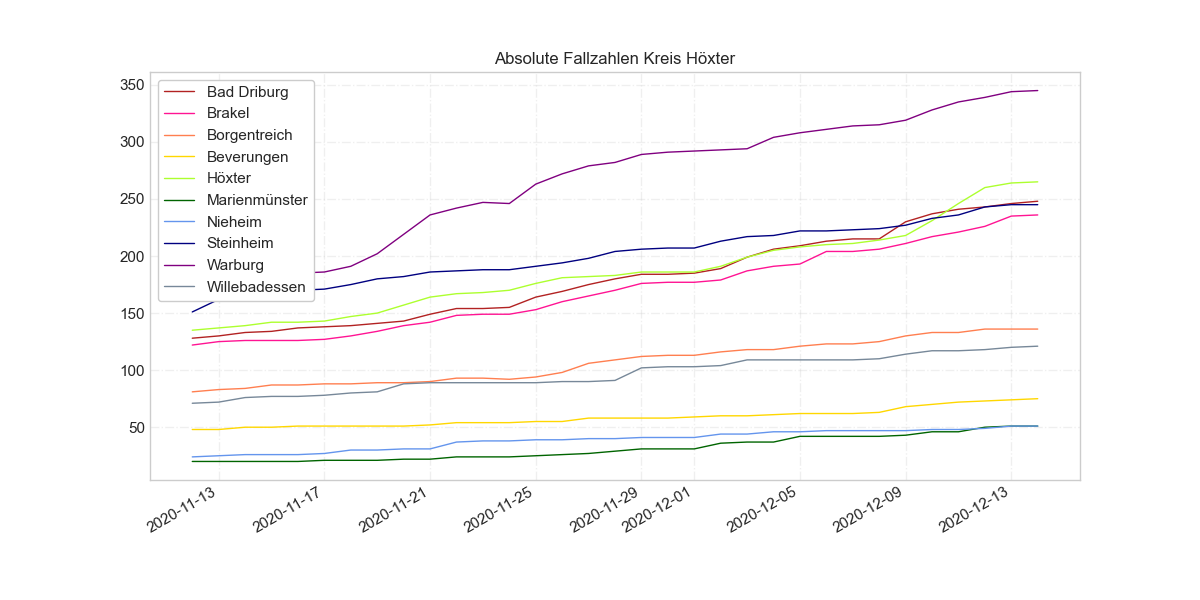 Absolute Fallzahlen Kreis Höxter
350
300
250
200
150
100
50
Bad Driburg
Brakel
Borgentreich
Beverungen
Höxter
Marienmünster
Nieheim
Steinheim
Warburg
Willebadessen
2020-11-13
2020-11-17
2020-11-21
2020-11-25
2020-11-29
2020-12-01
2020-12-05
2020-12-09
2020-12-13